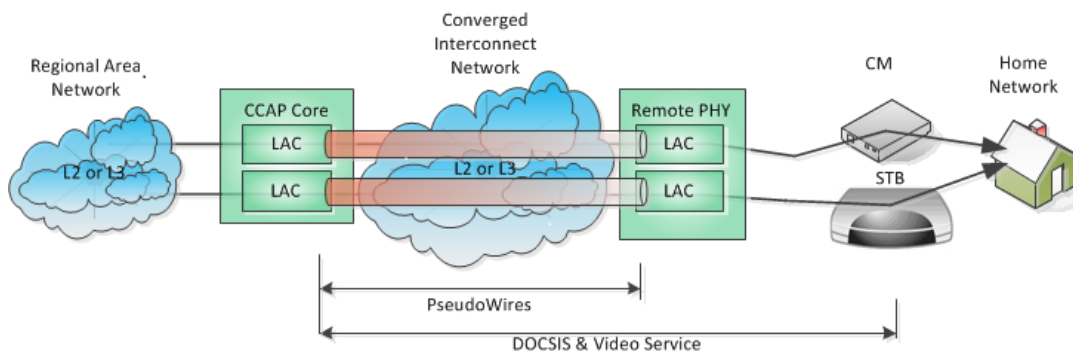 Converged
Interconnect
Network
Regional Area
Network
CM
Home
Network
CCAP Core
Remote PHY
LAC
LAC
L2 or L3
L2 or L3
STB
LAC
LAC
PseudoWires
DOCSIS & Video Service